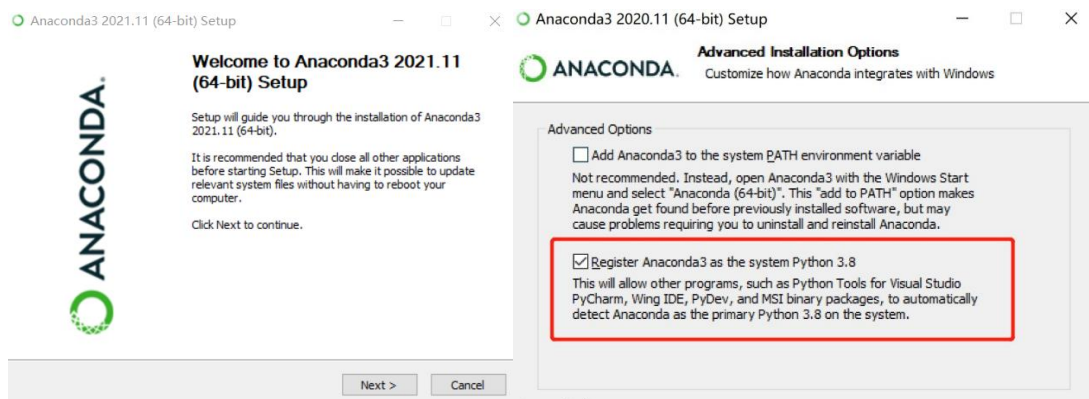 Anaconda3 2021.11 (64-bit) Setup
ANACONDA.
Welcome to Anaconda3 2021.11
(64-bit) Setup
Setup will guide you through the installation of Anaconda3
2021.11 (64-bit).
It is recommended that you close all other applications
before starting Setup. This will make it possible to update
relevant system files without having to reboot your
computer.
Click Next to continue.
Next >
Cancel
Anaconda3 2020.11 (64-bit) Setup
ANACONDA.
Advanced Installation Options
Customize how Anaconda integrates with Windows
Advanced Options
Add Anaconda3 to the system PATH environment variable
Not recommended. Instead, open Anaconda3 with the Windows Start
menu and select "Anaconda (64-bit)". This "add to PATH" option makes
Anaconda get found before previously installed software, but may
cause problems requiring you to uninstall and reinstall Anaconda.
Register Anaconda3 as the system Python 3.8
This will allow other programs, such as Python Tools for Visual Studio
PyCharm, Wing IDE, PyDev, and MSI binary packages, to automatically
detect Anaconda as the primary Python 3.8 on the system.